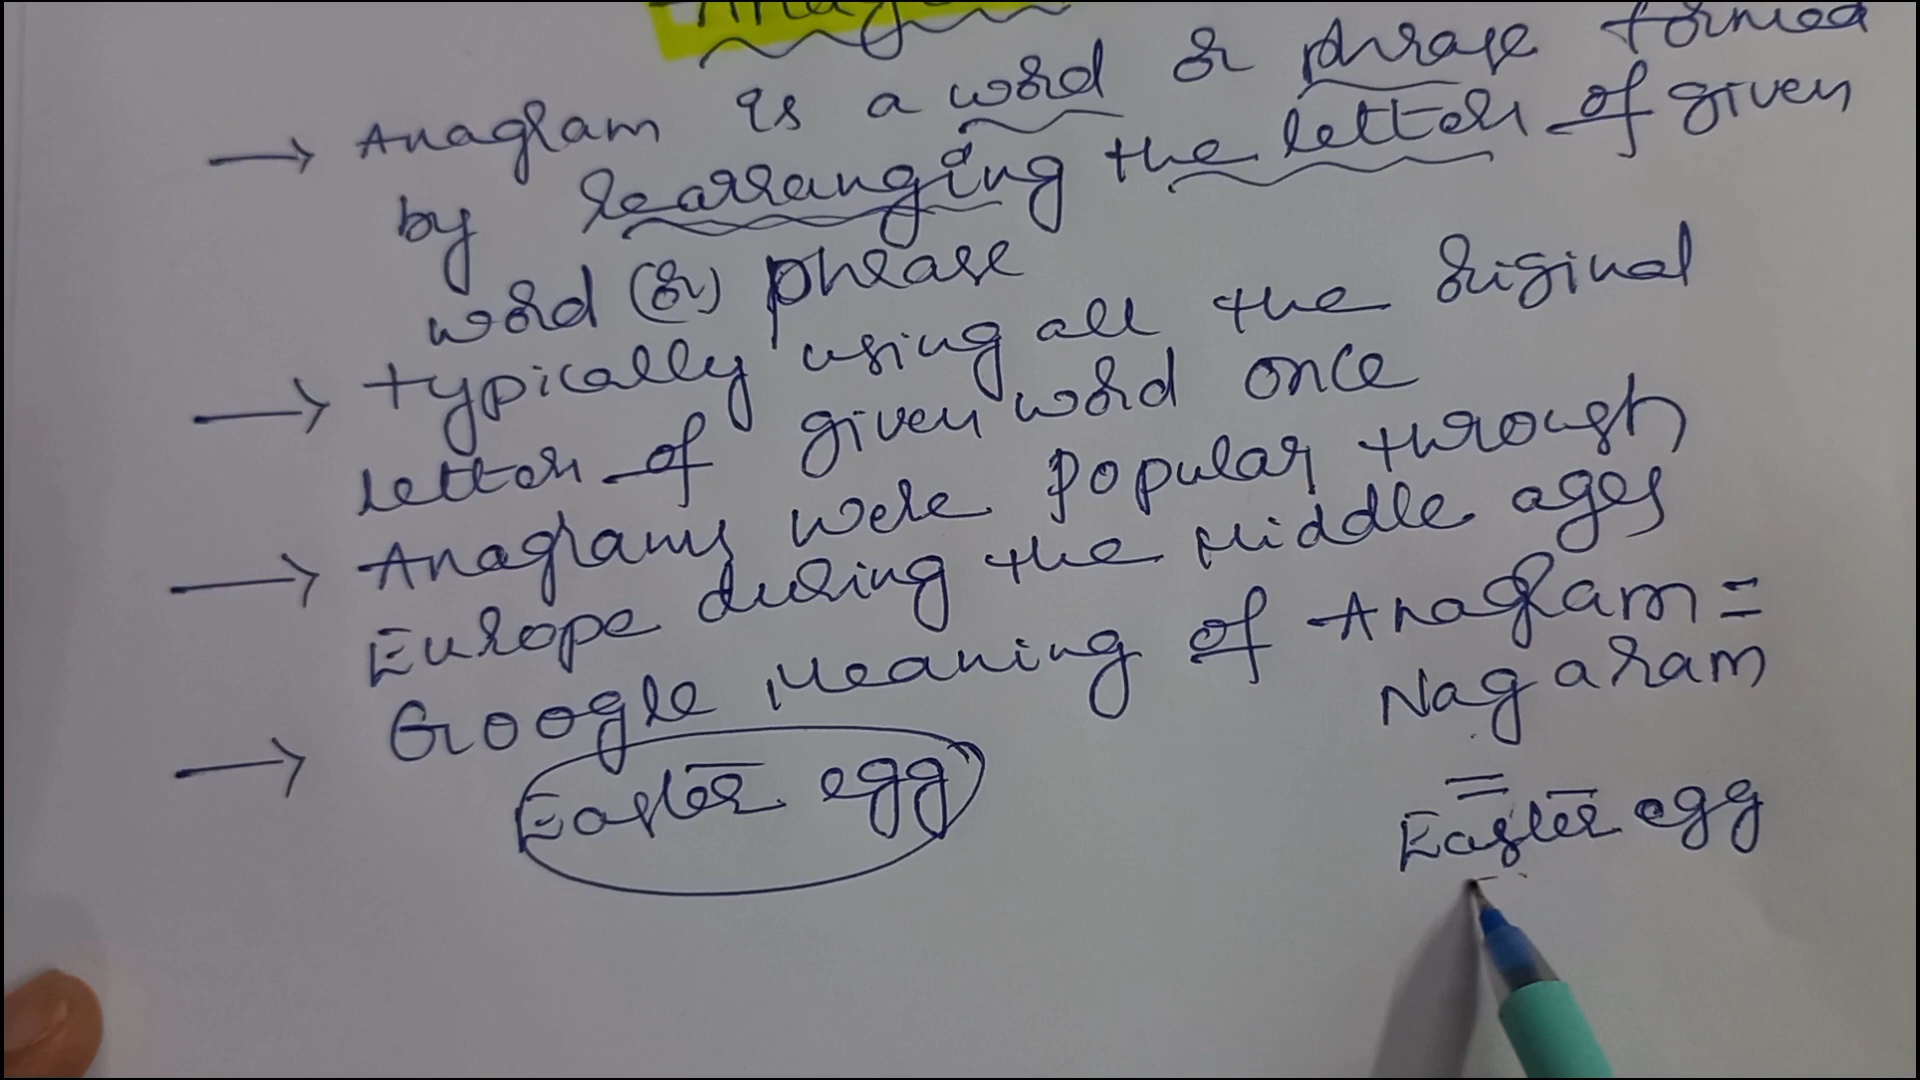 → Anagram is a word or phrase formed
by rearranging the letters of given
word (or) phrase
→ typically using all the original
letters of given word once
→ Anagrams were popular through
Europe during the Middle ages
→ Google Meaning of Anagram =
Nagaram
Easter egg
=
Easter egg